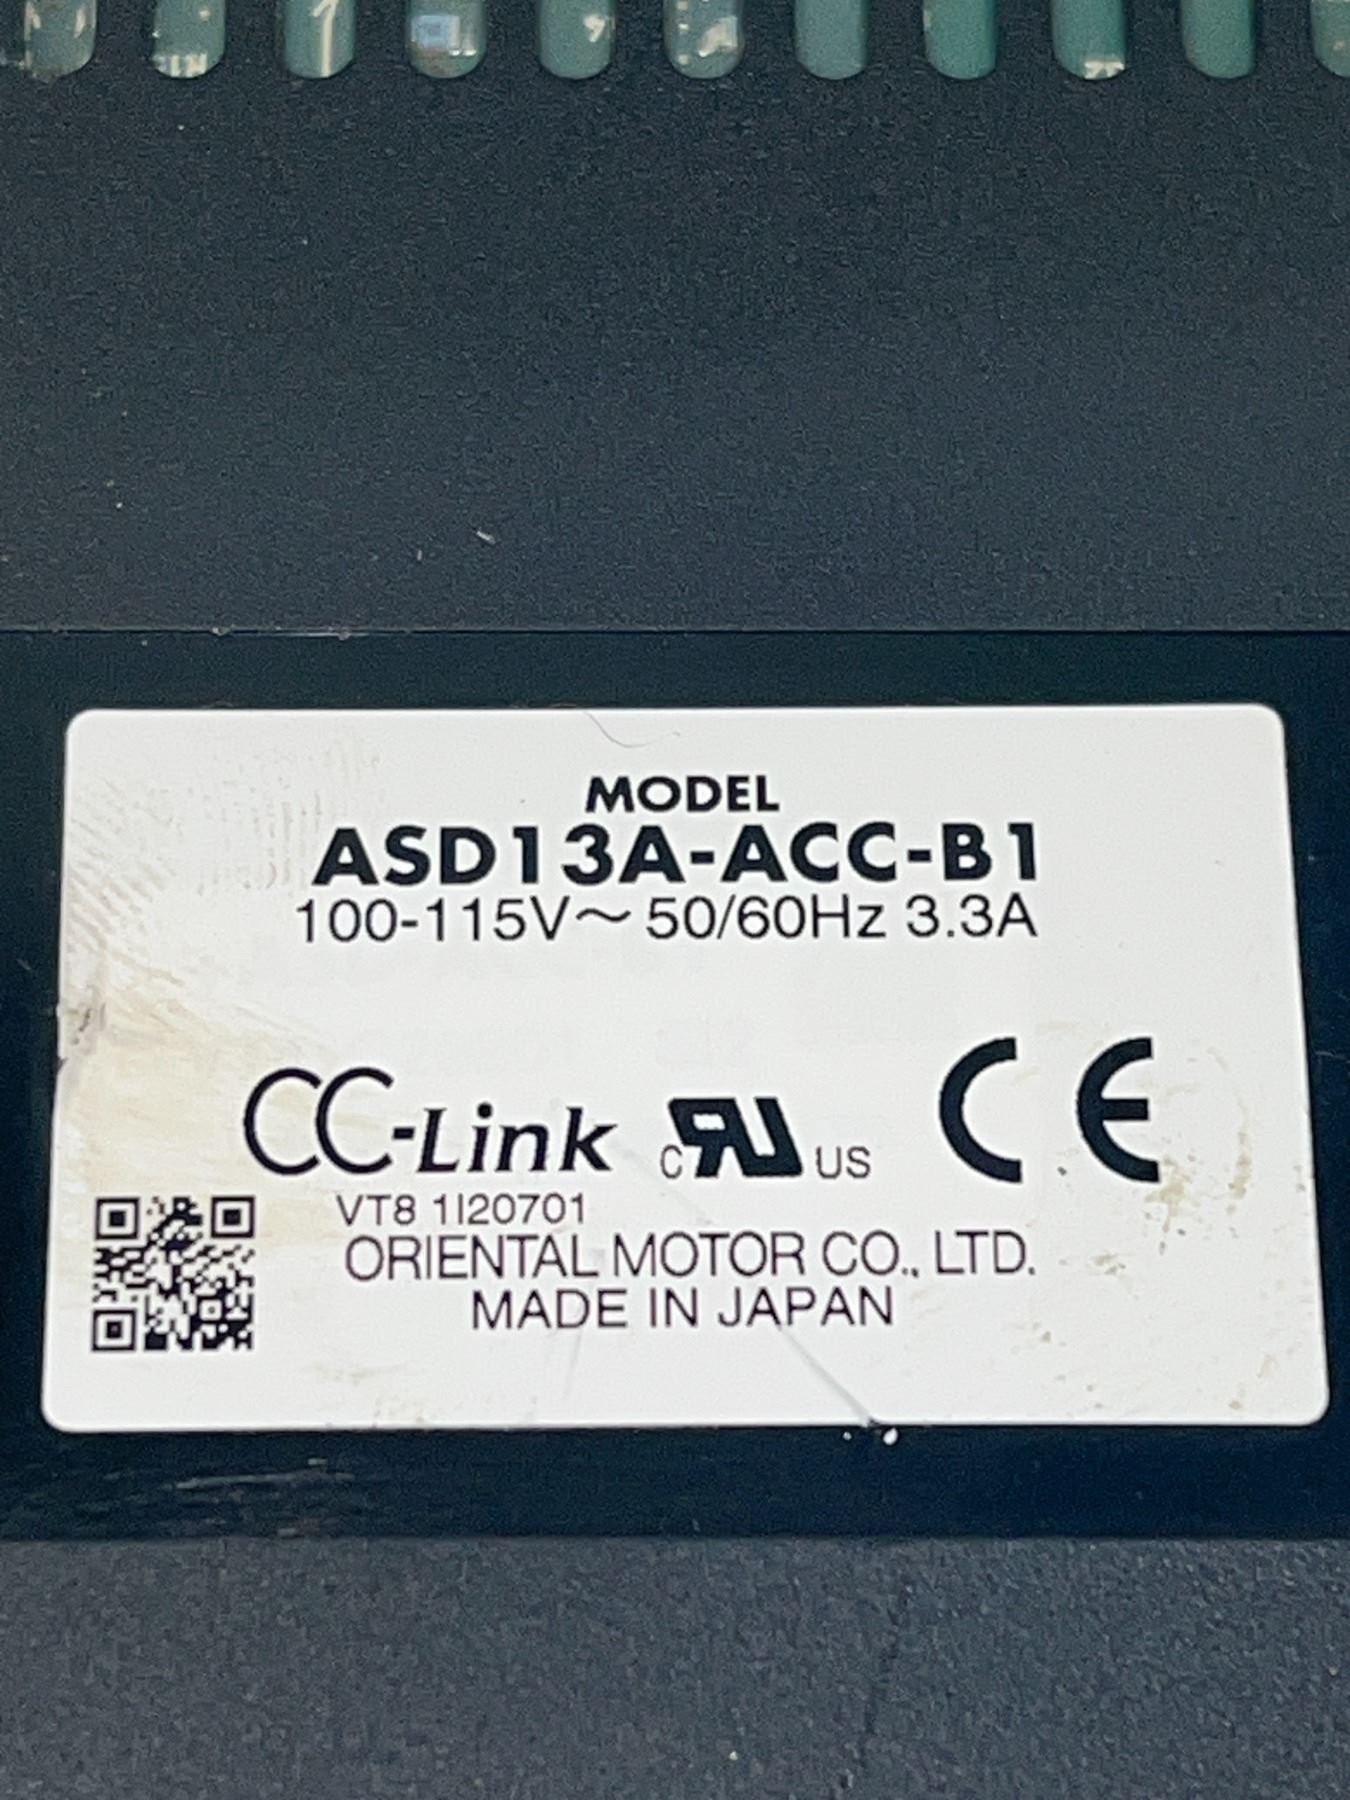 MODEL
ASD13A-ACC-B1
100-115V～ 50/60Hz 3.3A
CC-Link c RU US CE
VT8 1I20701
ORIENTAL MOTOR CO., LTD.
MADE IN JAPAN